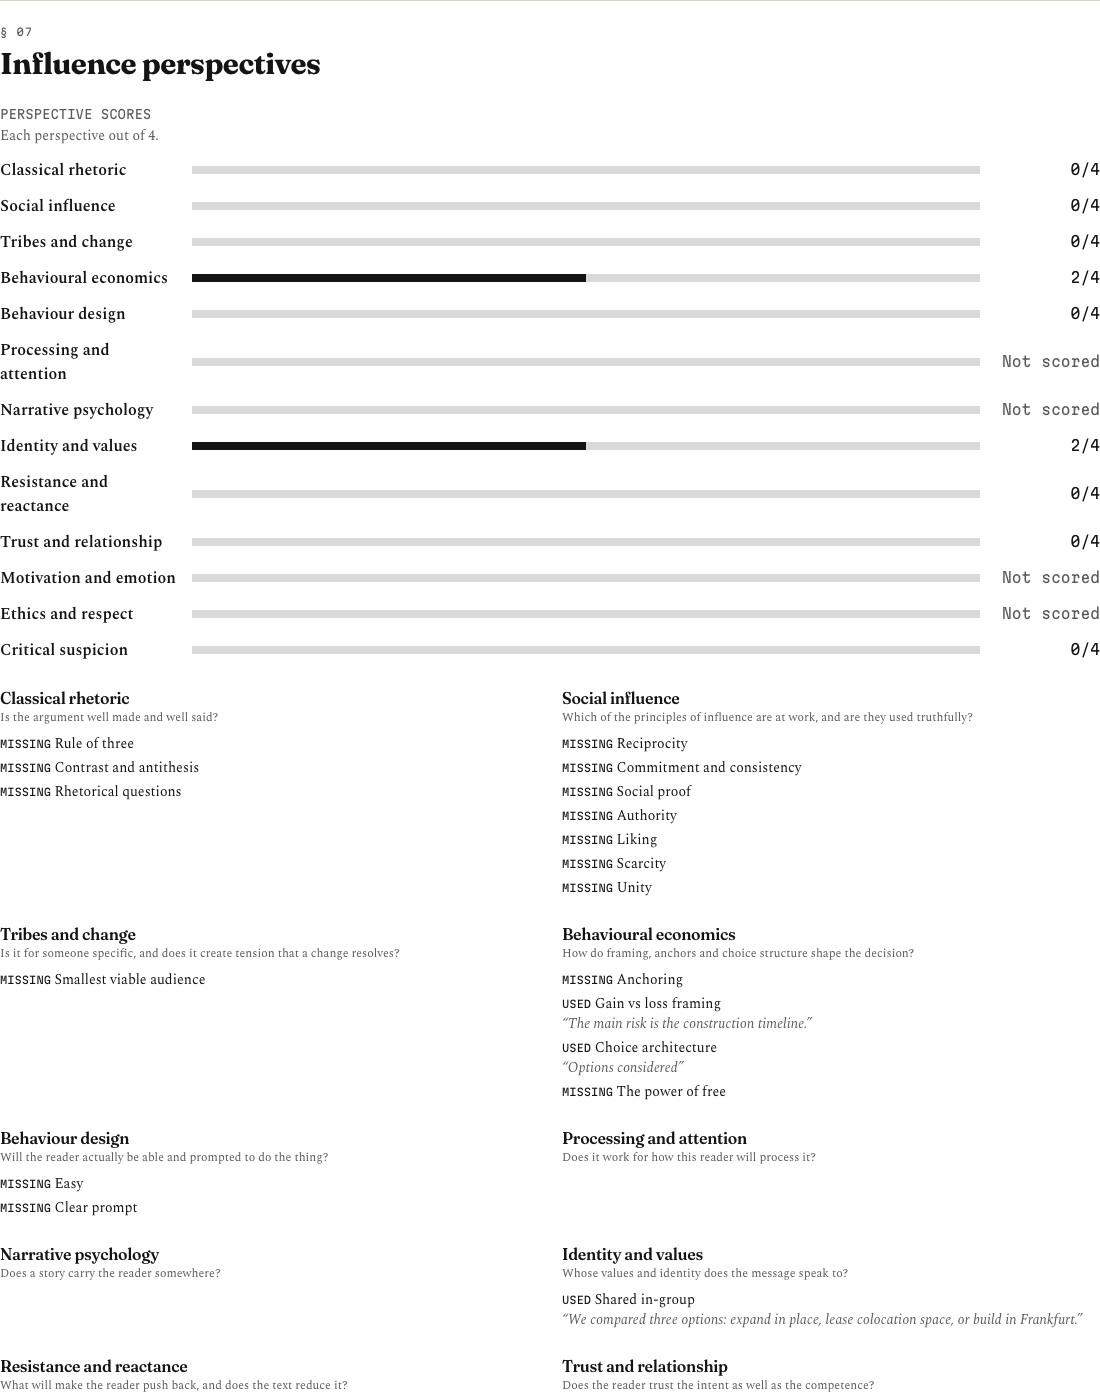 § 07
Influence perspectives
PERSPECTIVE SCORES
Each perspective out of 4.
Classical rhetoric 0/4
Social influence 0/4
Tribes and change 0/4
Behavioural economics 2/4
Behaviour design 0/4
Processing and
attention Not scored
Narrative psychology Not scored
Identity and values 2/4
Resistance and
reactance 0/4
Trust and relationship 0/4
Motivation and emotion Not scored
Ethics and respect Not scored
Critical suspicion 0/4
Classical rhetoric
Is the argument well made and well said?
MISSING Rule of three
MISSING Contrast and antithesis
MISSING Rhetorical questions
Social influence
Which of the principles of influence are at work, and are they used truthfully?
MISSING Reciprocity
MISSING Commitment and consistency
MISSING Social proof
MISSING Authority
MISSING Liking
MISSING Scarcity
MISSING Unity
Tribes and change
Is it for someone specific, and does it create tension that a change resolves?
MISSING Smallest viable audience
Behavioural economics
How do framing, anchors and choice structure shape the decision?
MISSING Anchoring
USED Gain vs loss framing
“The main risk is the construction timeline.”
USED Choice architecture
“Options considered”
MISSING The power of free
Behaviour design
Will the reader actually be able and prompted to do the thing?
MISSING Easy
MISSING Clear prompt
Processing and attention
Does it work for how this reader will process it?
Narrative psychology
Does a story carry the reader somewhere?
Identity and values
Whose values and identity does the message speak to?
USED Shared in-group
“We compared three options: expand in place, lease colocation space, or build in Frankfurt.”
Resistance and reactance
What will make the reader push back, and does the text reduce it?
Trust and relationship
Does the reader trust the intent as well as the competence?